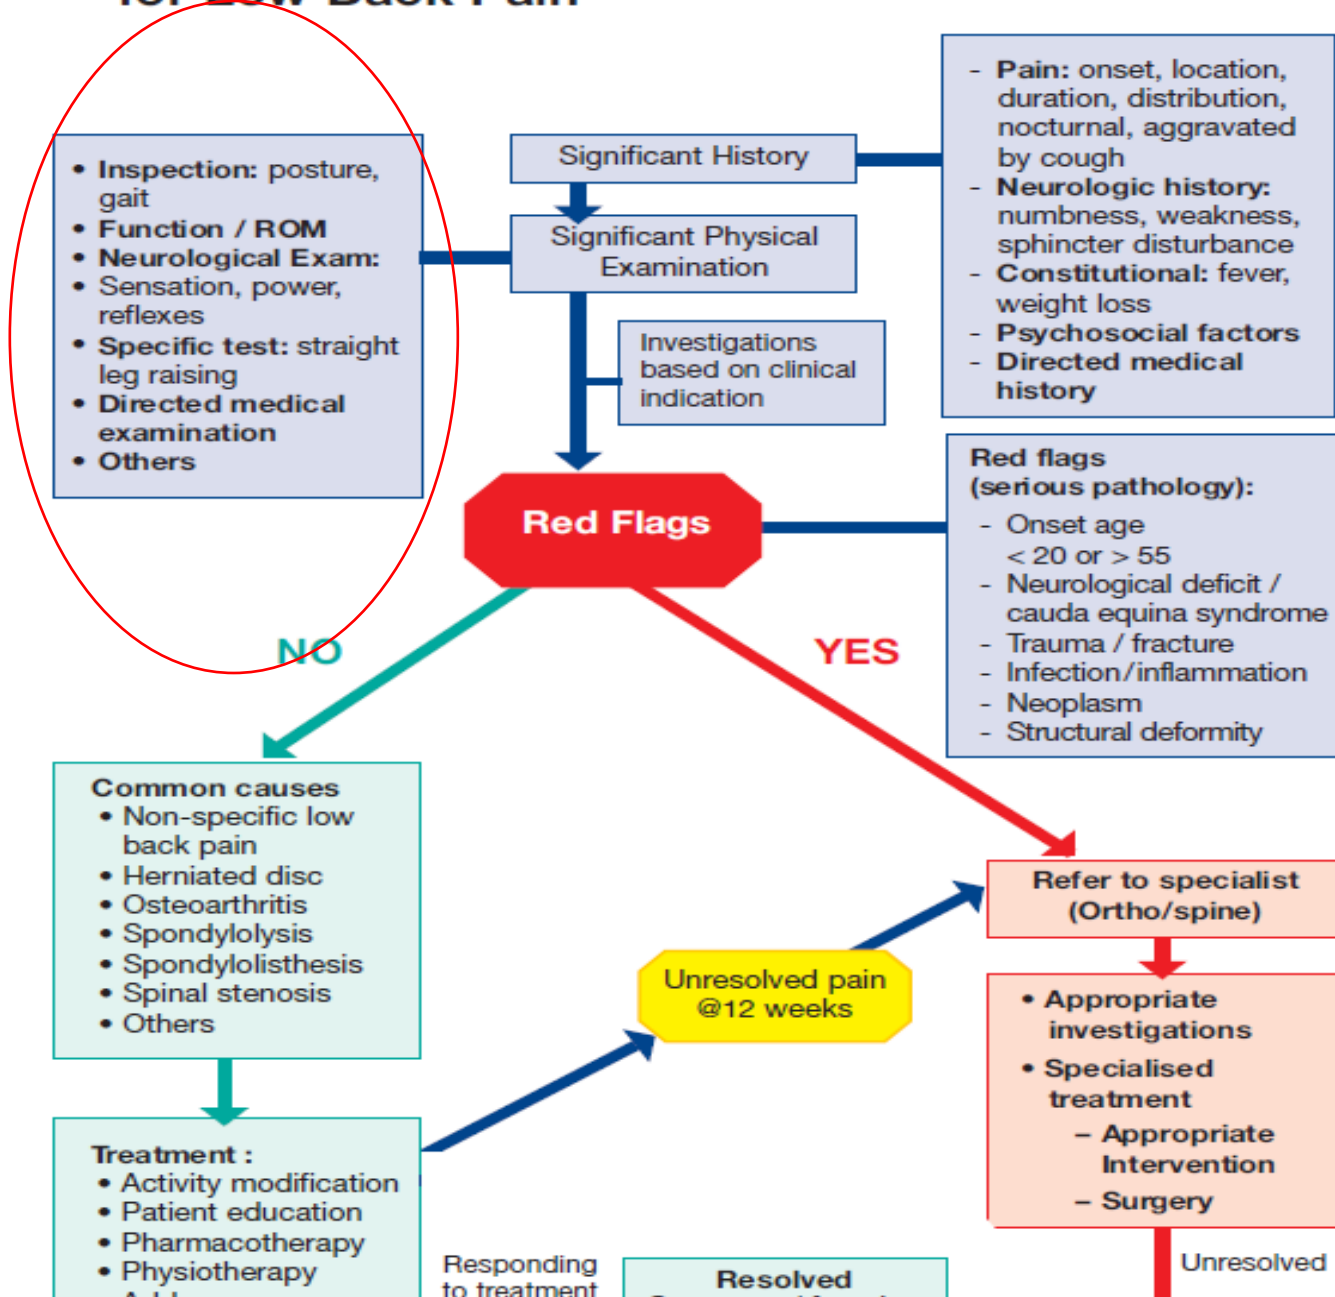 for Low Back Pain
• Inspection: posture,
gait
• Function / ROM
• Neurological Exam:
• Sensation, power,
reflexes
• Specific test: straight
leg raising
• Directed medical
examination
• Others
Significant History
Significant Physical
Examination
Investigations
based on clinical
indication
- Pain: onset, location,
duration, distribution,
nocturnal, aggravated
by cough
- Neurologic history:
numbness, weakness,
sphincter disturbance
- Constitutional: fever,
weight loss
- Psychosocial factors
- Directed medical
history
Red Flags
Red flags
(serious pathology):
- Onset age
< 20 or > 55
- Neurological deficit /
cauda equina syndrome
- Trauma / fracture
- Infection/inflammation
- Neoplasm
- Structural deformity
NO
YES
Common causes
• Non-specific low
back pain
• Herniated disc
• Osteoarthritis
• Spondylolysis
• Spondylolisthesis
• Spinal stenosis
• Others
Unresolved pain
@12 weeks
Refer to specialist
(Ortho/spine)
• Appropriate
investigations
• Specialised
treatment
– Appropriate
Intervention
– Surgery
Treatment :
• Activity modification
• Patient education
• Pharmacotherapy
• Physiotherapy
Responding
to treatment
Resolved
Unresolved